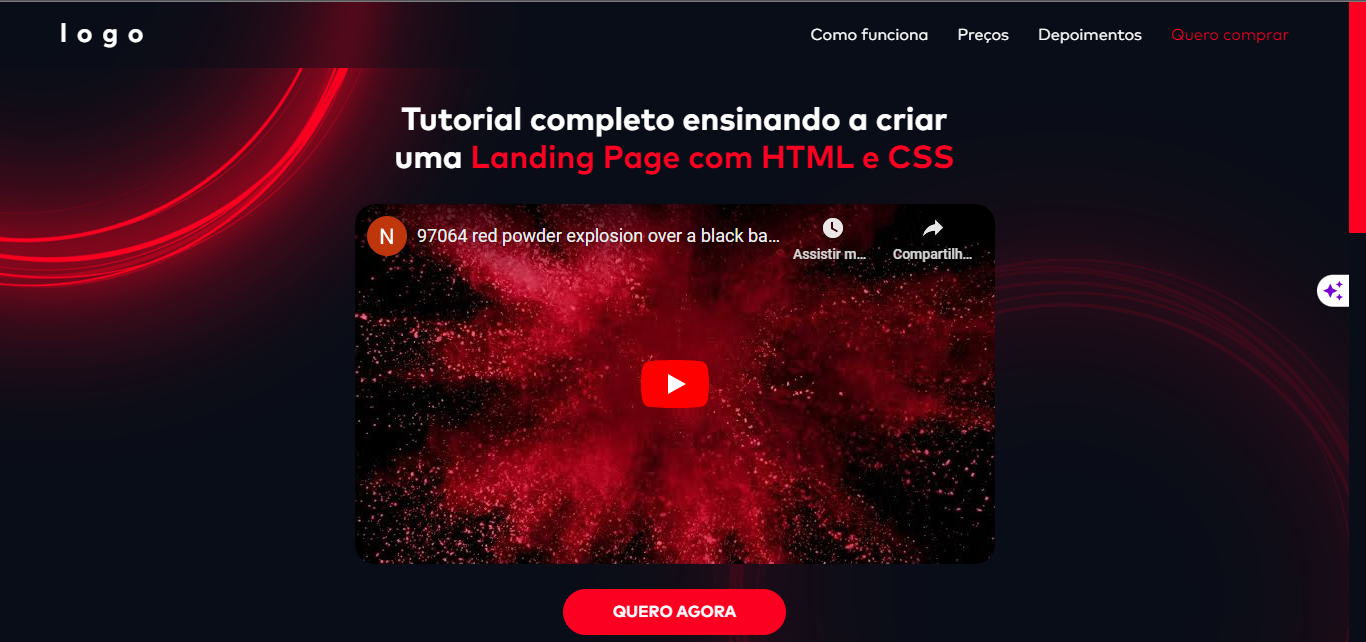 logo
Como funciona
Preços
Depoimentos
Quero comprar
Tutorial completo ensinando a criar
uma Landing Page com HTML e CSS
N
97064 red powder explosion over a black ba...
Assistir m...
Compartilh...
QUERO AGORA